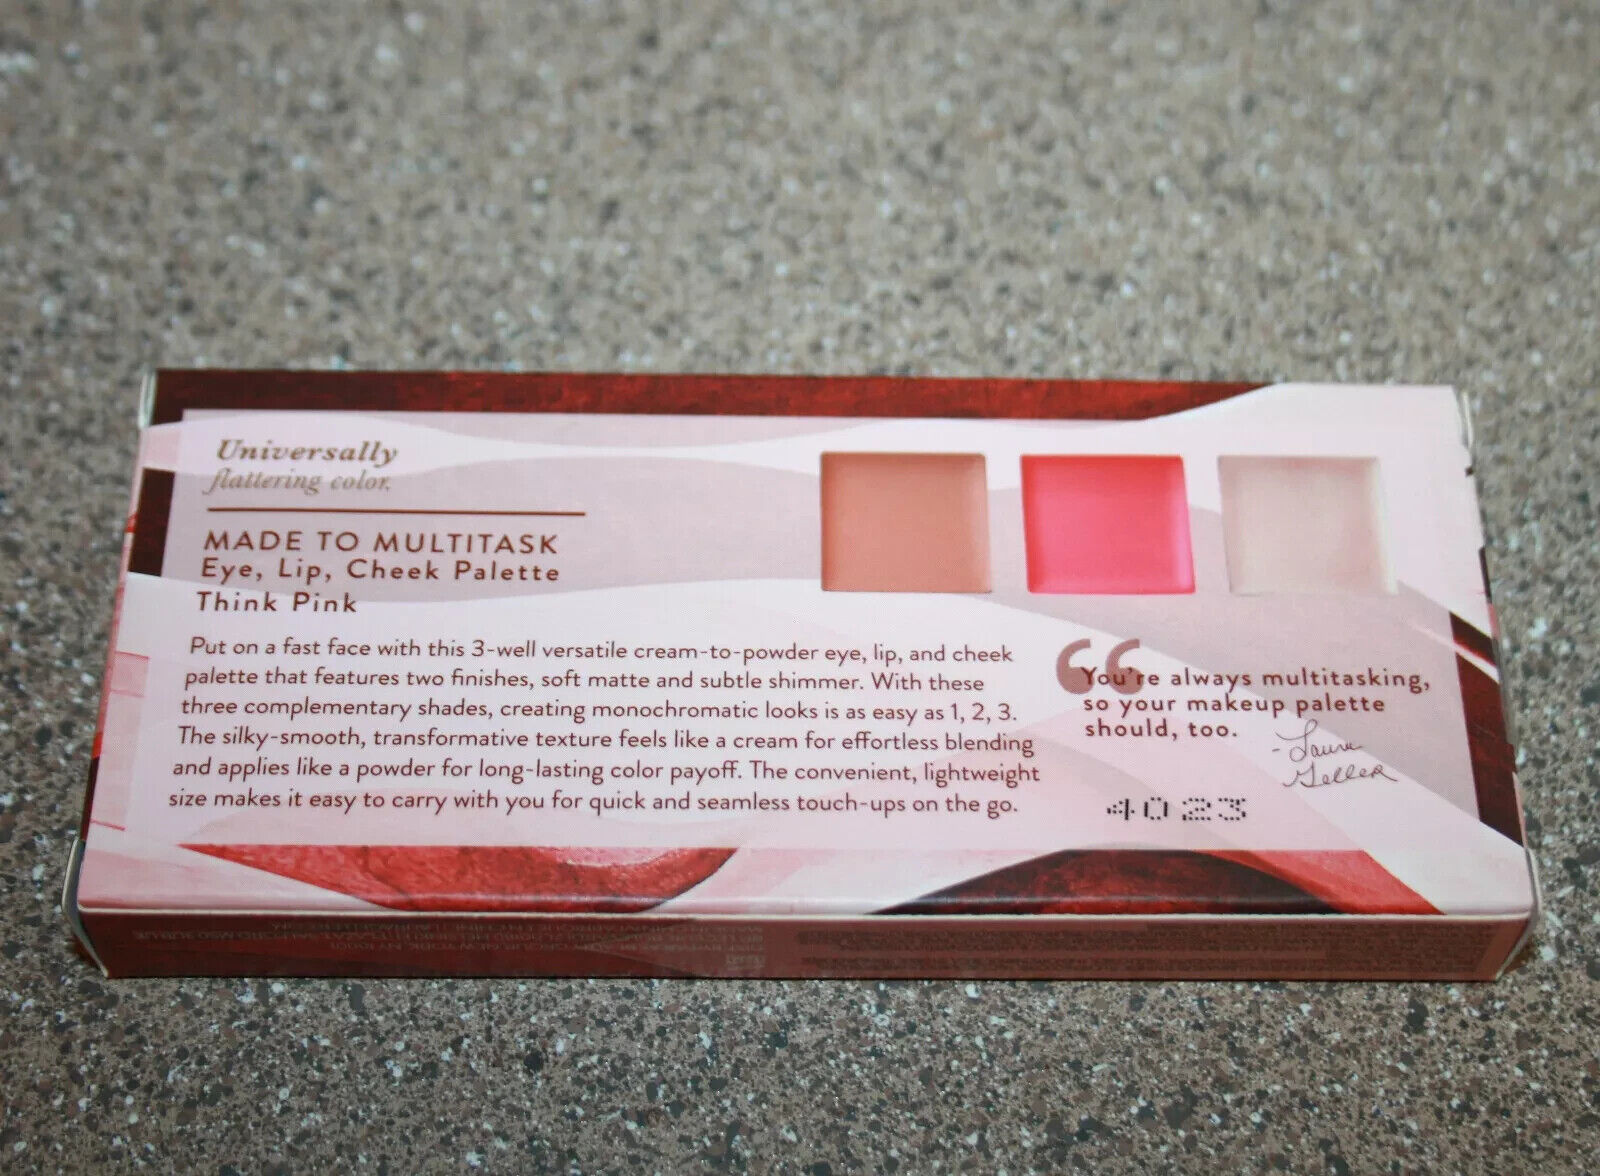 Universally
flattering color.
MADE TO MULTITASK
Eye, Lip, Cheek Palette
Think Pink
Put on a fast face with this 3-well versatile cream-to-powder eye, lip, and cheek
palette that features two finishes, soft matte and subtle shimmer. With these
three complementary shades, creating monochromatic looks is as easy as 1, 2, 3.
The silky-smooth, transformative texture feels like a cream for effortless blending
and applies like a powder for long-lasting color payoff. The convenient, lightweight
size makes it easy to carry with you for quick and seamless touch-ups on the go.
“You're always multitasking,
so your makeup palette
should, too.
-Laura
Geller
4023